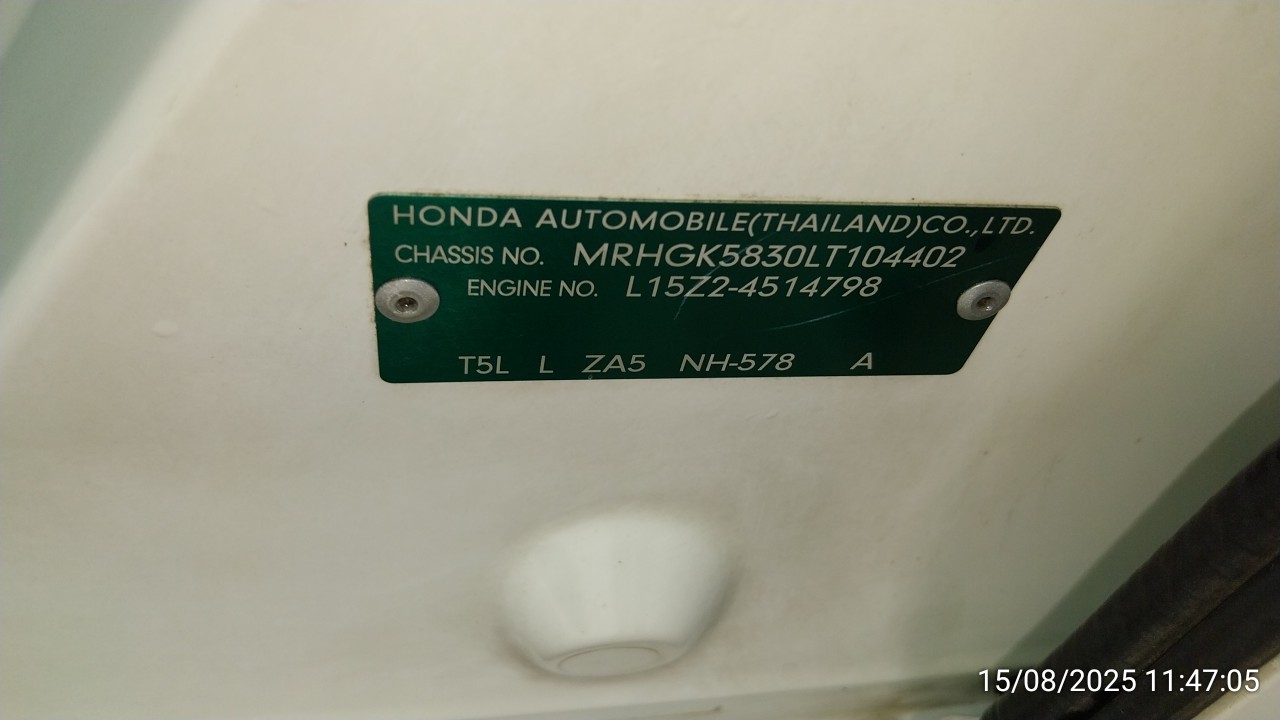 HONDA AUTOMOBILE(THAILAND)CO.,LTD.
CHASSIS NO. MRHGK5830LT104402
ENGINE NO. L15Z2-4514798
T5L L ZA5 NH-578 A
15/08/2025 11:47:05